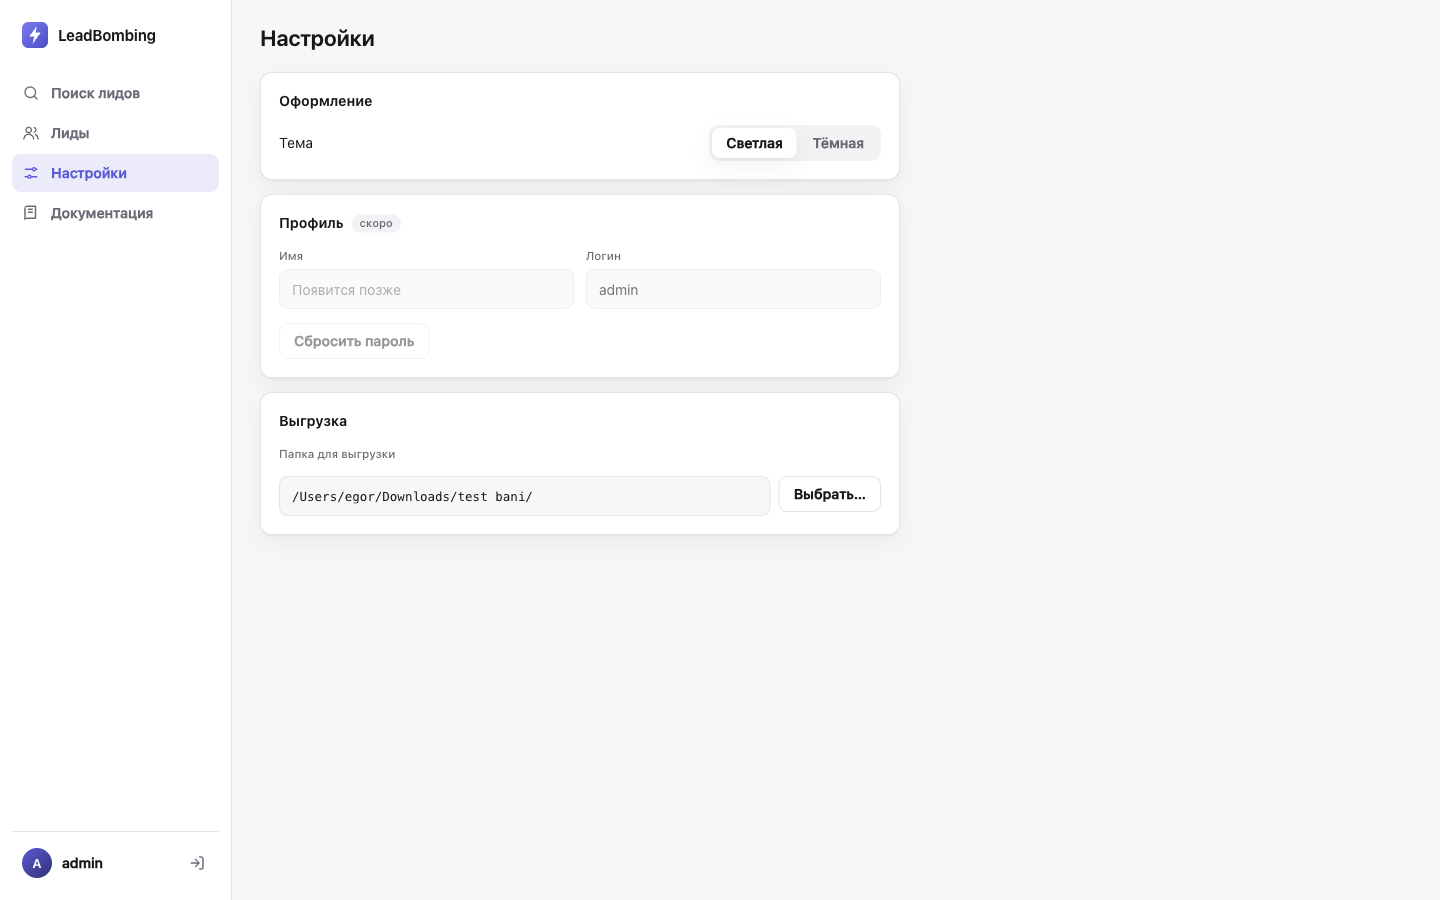 LeadBombing
Поиск лидов
Лиды
Настройки
Документация
admin
Настройки
Оформление
Тема
Светлая
Тёмная
Профиль скоро
Имя
Логин
Появится позже
admin
Сбросить пароль
Выгрузка
Папка для выгрузки
/Users/egor/Downloads/test bani/
Выбрать...
A